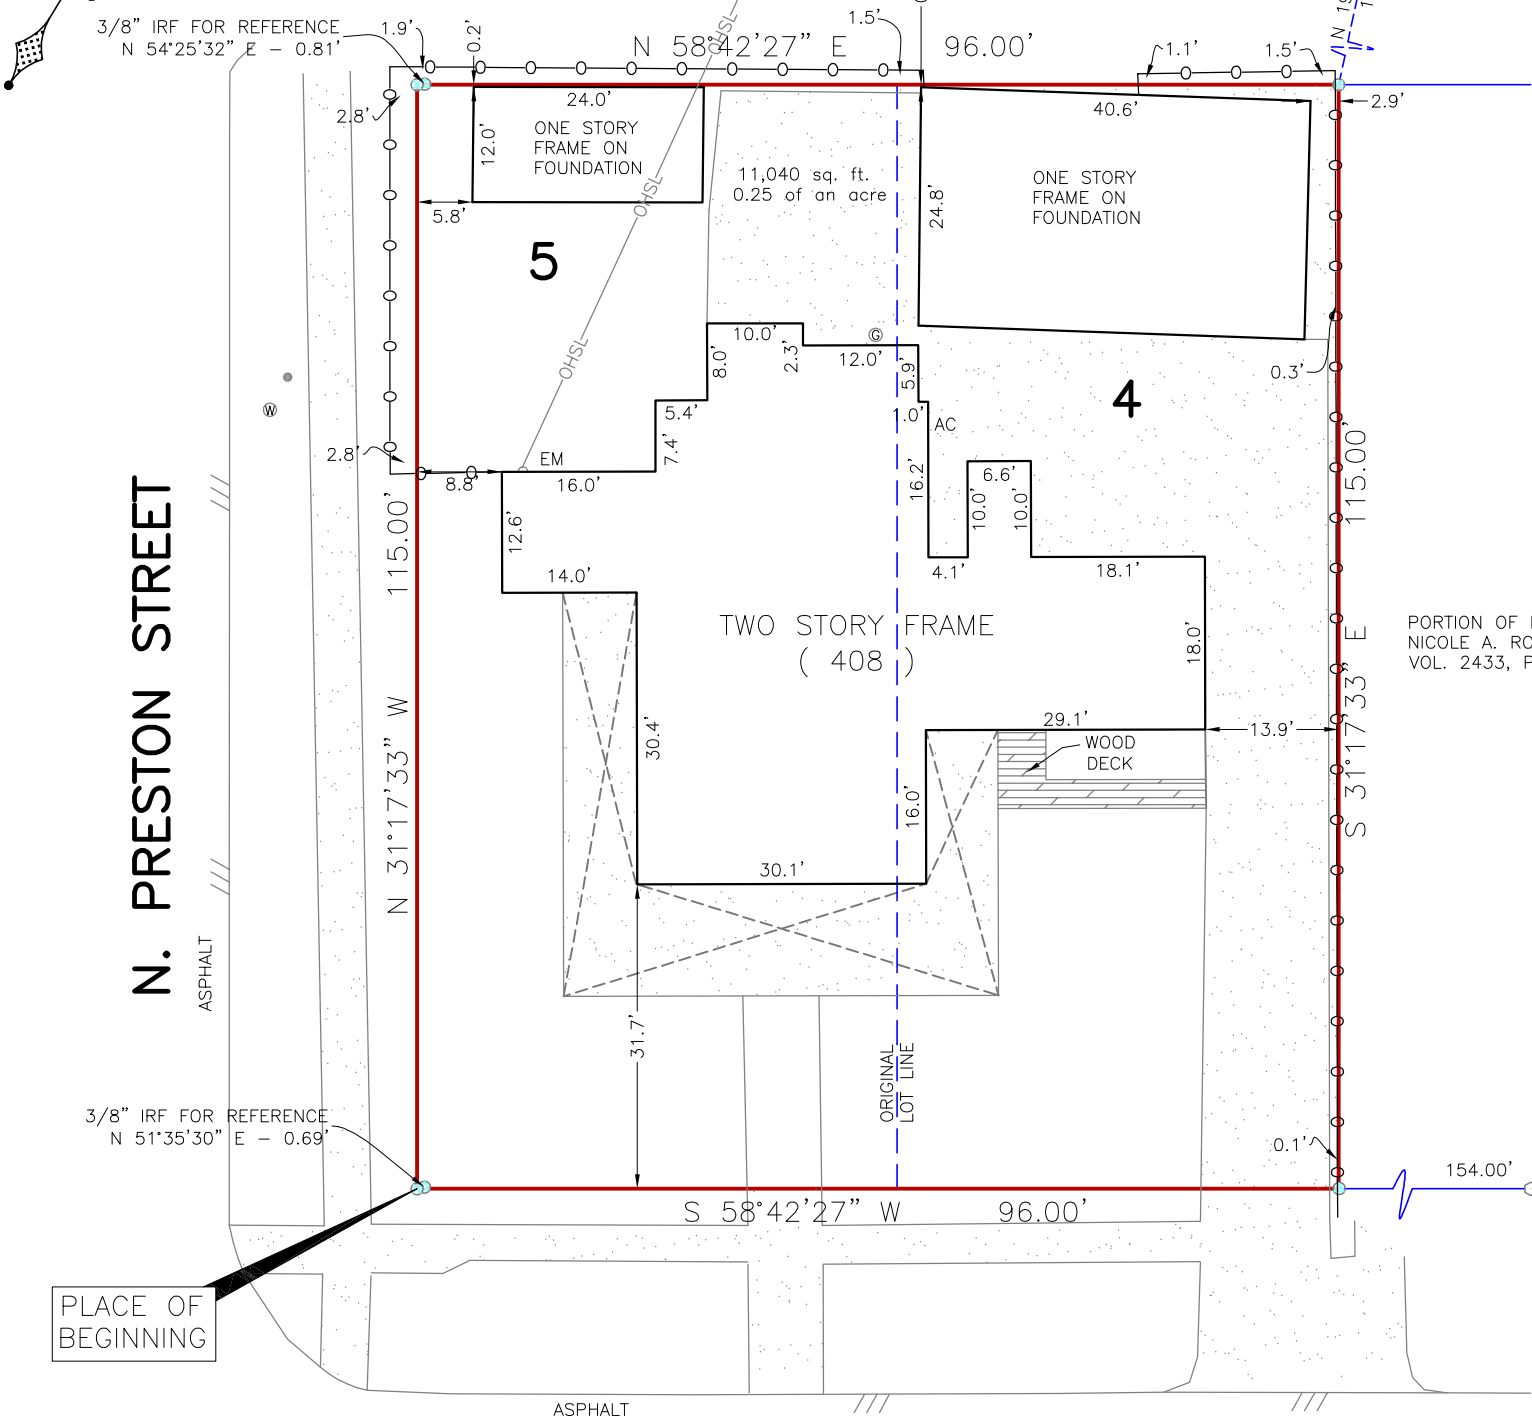 3/8” IRF FOR REFERENCE
N 54°25'32” E – 0.81'
1.9'
0.2'
N 58°42'27” E 96.00'
1.5'
1.1'
1.5'
2.8'
24.0'
12.0'
ONE STORY
FRAME ON
FOUNDATION
5.8'
OHSL
OHSL
OHSL
11,040 sq. ft.
0.25 of an acre
40.6'
24.8'
ONE STORY
FRAME ON
FOUNDATION
2.9'
5
4
10.0'
8.0'
2.3'
G
12.0'
5.9'
1.0'
AC
0.3'
W
5.4'
7.4'
2.8'
8.8'
EM
16.0'
16.2'
6.6'
10.0'
10.0'
4.1'
18.1'
12.6'
14.0'
18.0'
N. PRESTON STREET
ASPHALT
N 31°17'33” W 115.00'
S 31°17'33” E 115.00'
TWO STORY FRAME
( 408 )
PORTION OF
NICOLE A.
VOL. 2433,
30.4'
29.1'
13.9'
WOOD
DECK
16.0'
30.1'
31.7'
ORIGINAL
LOT LINE
3/8” IRF FOR REFERENCE
N 51°35'30” E – 0.69'
0.1'
154.00'
S 58°42'27” W 96.00'
PLACE OF
BEGINNING
ASPHALT